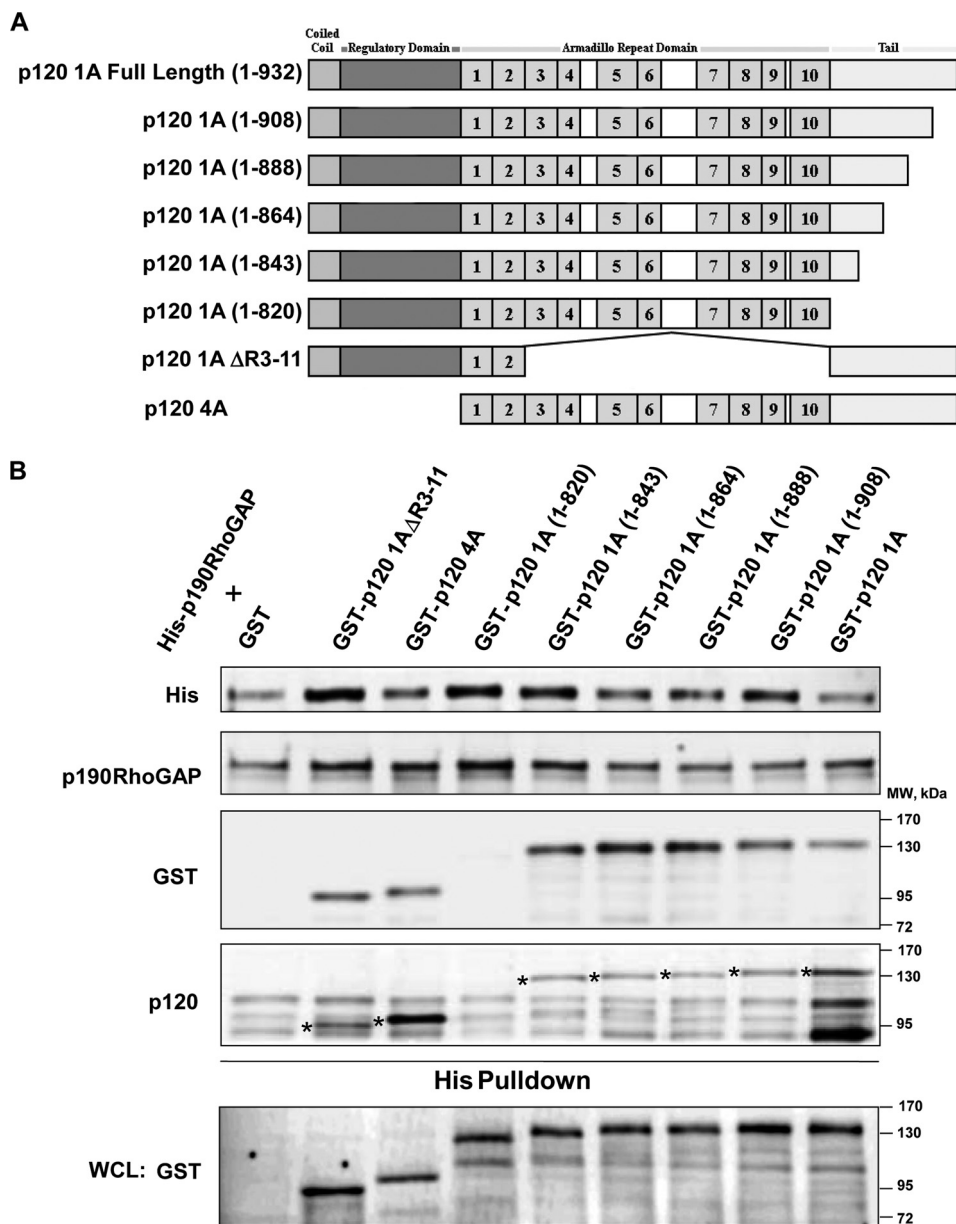 A
Coiled
Coil Regulatory Domain Armadillo Repeat Domain Tail
p120 1A Full Length (1-932) 1 2 3 4 5 6 7 8 9 10
p120 1A (1-908) 1 2 3 4 5 6 7 8 9 10
p120 1A (1-888) 1 2 3 4 5 6 7 8 9 10
p120 1A (1-864) 1 2 3 4 5 6 7 8 9 10
p120 1A (1-843) 1 2 3 4 5 6 7 8 9 10
p120 1A (1-820) 1 2 3 4 5 6 7 8 9 10
p120 1A ΔR3-11 1 2
p120 4A 1 2 3 4 5 6 7 8 9 10
B
His-p190RhoGAP
+
GST
GST-p120 1AΔR3-11
GST-p120 4A
GST-p120 1A (1-820)
GST-p120 1A (1-843)
GST-p120 1A (1-864)
GST-p120 1A (1-888)
GST-p120 1A (1-908)
GST-p120 1A
His
p190RhoGAP
MW, kDa
GST
170
130
95
72
p120
* * * * * * *
170
130
95
His Pulldown
WCL: GST
170
130
95
72